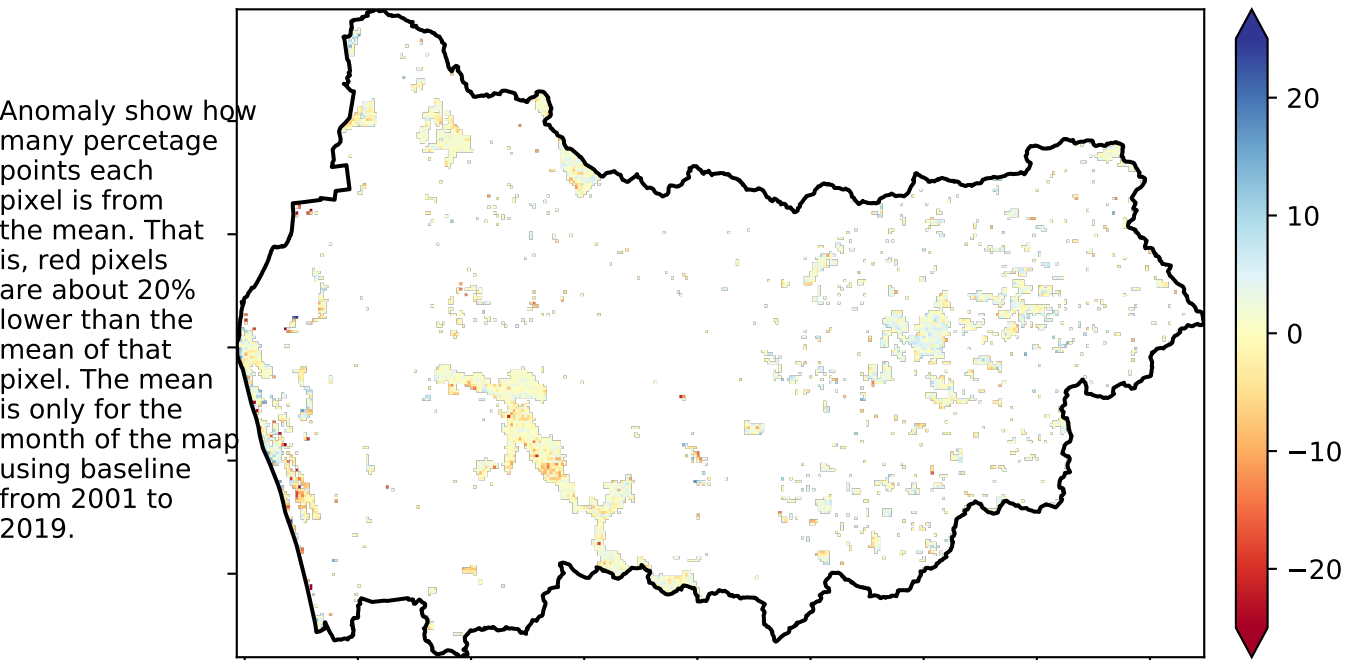 Anomaly show how
many percetage
points each
pixel is from
the mean. That
is, red pixels
are about 20%
lower than the
mean of that
pixel. The mean
is only for the
month of the map
using baseline
from 2001 to
2019.
20
10
0
−10
−20